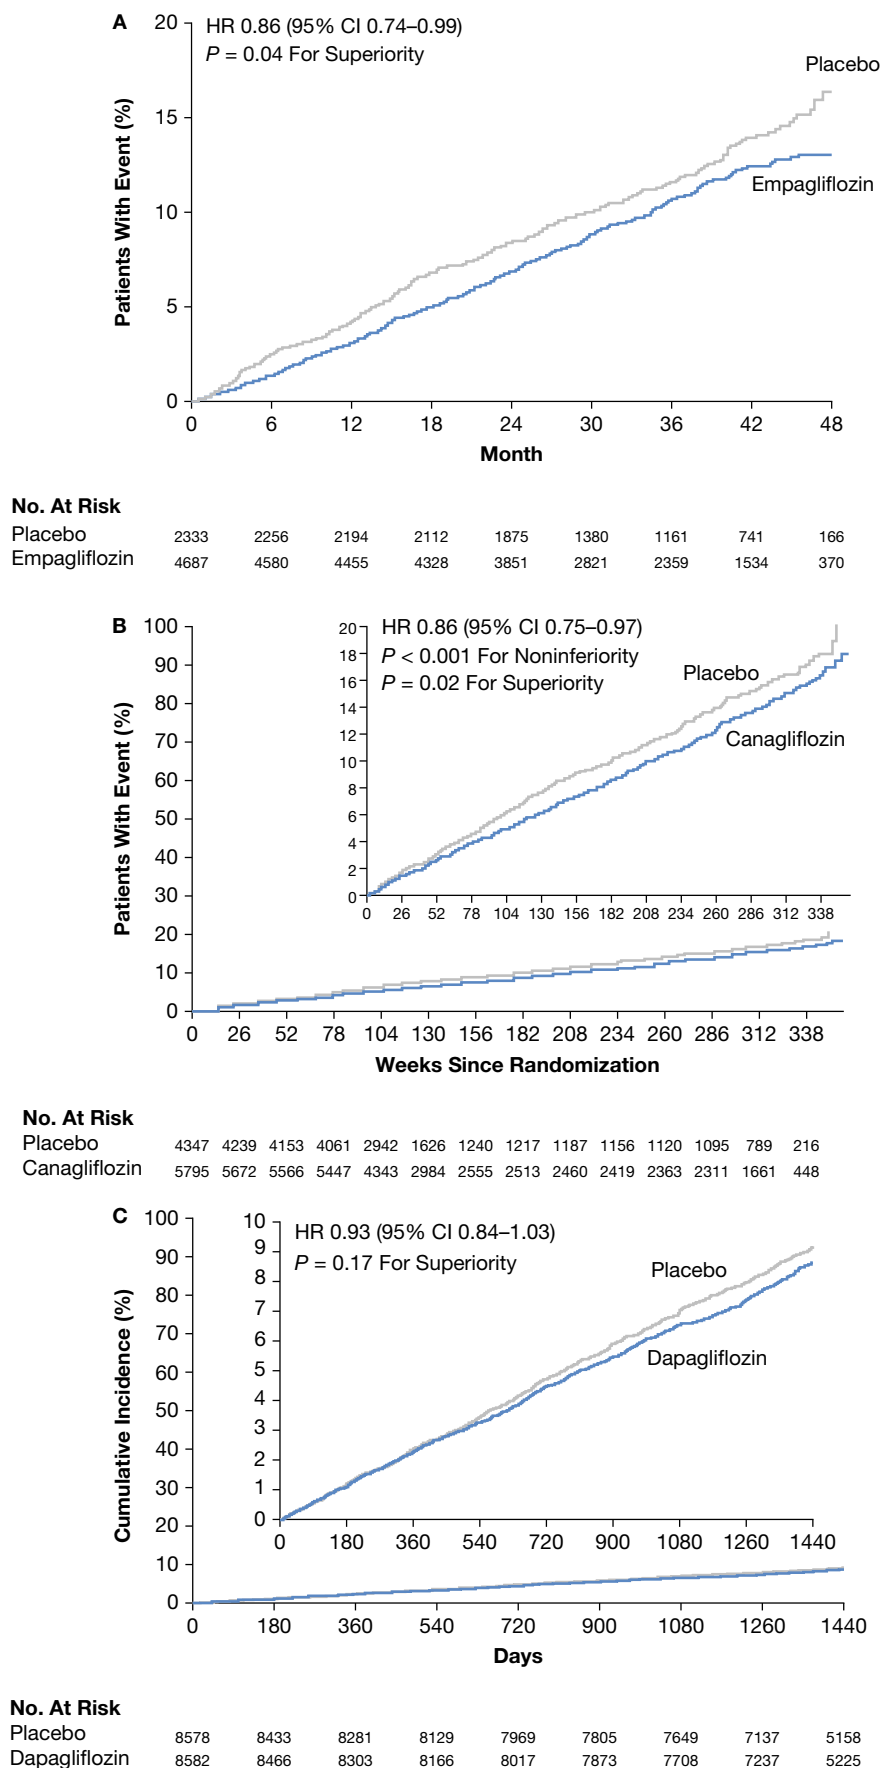 A
HR 0.86 (95% CI 0.74–0.99)
P = 0.04 For Superiority
Placebo
Empagliflozin
Patients With Event (%)
20
15
10
5
0
0 6 12 18 24 30 36 42 48
Month
No. At Risk
Placebo 2333 2256 2194 2112 1875 1380 1161 741 166
Empagliflozin 4687 4580 4455 4328 3851 2821 2359 1534 370
B
HR 0.86 (95% CI 0.75–0.97)
P < 0.001 For Noninferiority
P = 0.02 For Superiority
Placebo
Canagliflozin
20
18
16
14
12
10
8
6
4
2
0
0 26 52 78 104 130 156 182 208 234 260 286 312 338
Patients With Event (%)
100
90
80
70
60
50
40
30
20
10
0
0 26 52 78 104 130 156 182 208 234 260 286 312 338
Weeks Since Randomization
No. At Risk
Placebo 4347 4239 4153 4061 2942 1626 1240 1217 1187 1156 1120 1095 789 216
Canagliflozin 5795 5672 5566 5447 4343 2984 2555 2513 2460 2419 2363 2311 1661 448
C
HR 0.93 (95% CI 0.84–1.03)
P = 0.17 For Superiority
Placebo
Dapagliflozin
10
9
8
7
6
5
4
3
2
1
0
0 180 360 540 720 900 1080 1260 1440
Cumulative Incidence (%)
100
90
80
70
60
50
40
30
20
10
0
0 180 360 540 720 900 1080 1260 1440
Days
No. At Risk
Placebo 8578 8433 8281 8129 7969 7805 7649 7137 5158
Dapagliflozin 8582 8466 8303 8166 8017 7873 7708 7237 5225